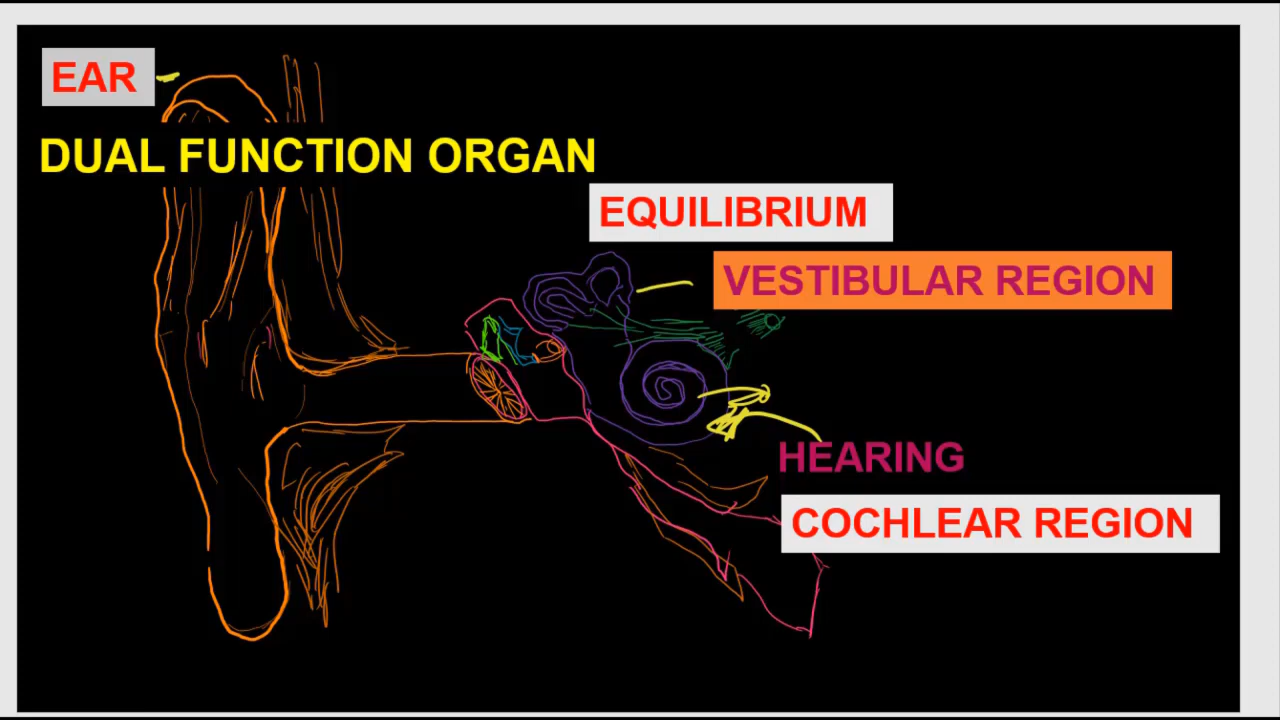 EAR
DUAL FUNCTION ORGAN
EQUILIBRIUM
VESTIBULAR REGION
HEARING
COCHLEAR REGION